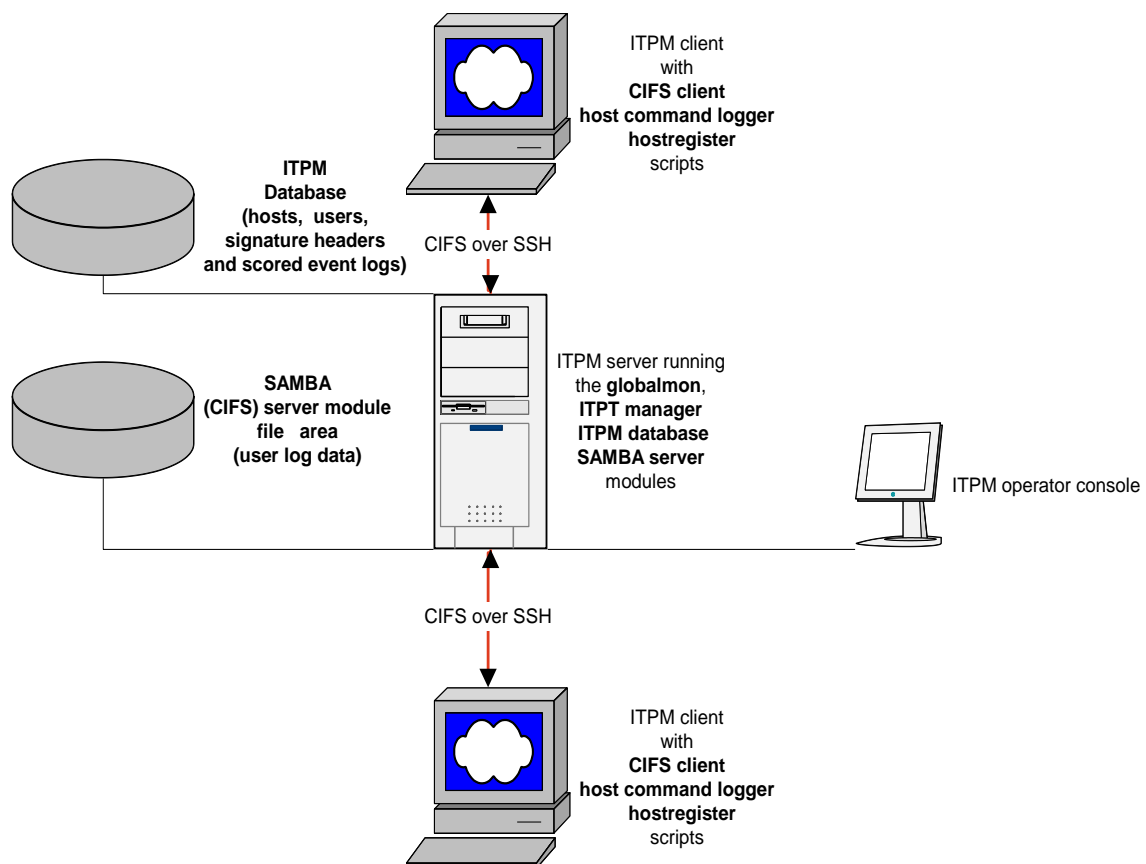 ITPM client
with
CIFS client
host command logger
hostregister
scripts
ITPM
Database
(hosts, users,
signature headers
and scored event logs)
CIFS over SSH
SAMBA
(CIFS) server module
file area
(user log data)
ITPM server running
the globalmon,
ITPT manager
ITPM database
SAMBA server
modules
ITPM operator console
CIFS over SSH
ITPM client
with
CIFS client
host command logger
hostregister
scripts